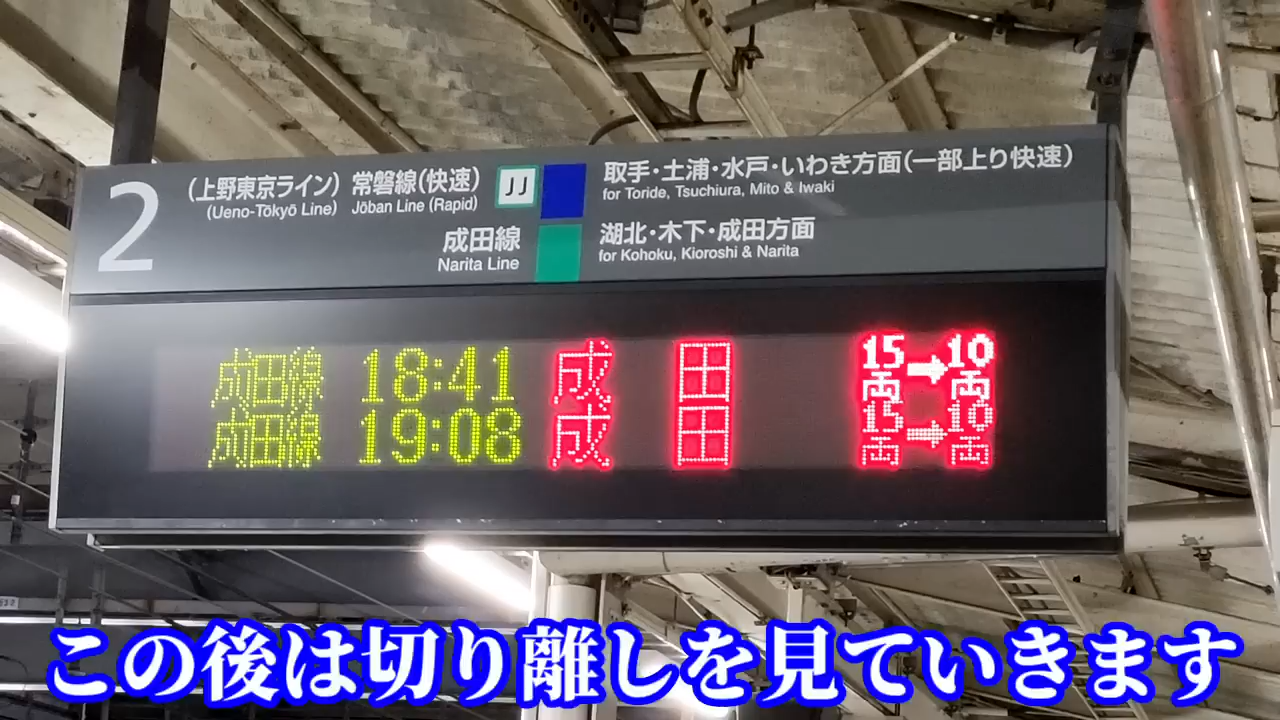 2
(上野東京ライン) 常磐線(快速) JJ 取手・土浦・水戸・いわき方面(一部上り快速)
(Ueno-Tōkyō Line) Jōban Line (Rapid) for Toride, Tsuchiura, Mito & Iwaki
成田線 湖北・木下・成田方面
Narita Line for Kohoku, Kioroshi & Narita
成田線 18:41 成田 15両➡10両
成田線 19:08 成田 15両➡10両
この後は切り離しを見ていきます